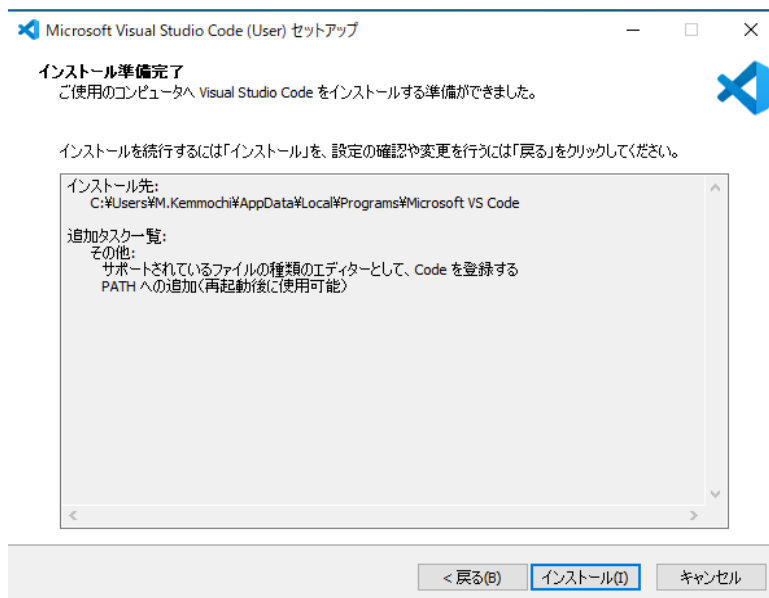 Microsoft Visual Studio Code (User) セットアップ
インストール準備完了
ご使用のコンピュータへ Visual Studio Code をインストールする準備ができました。
インストールを続行するには「インストール」を、設定の確認や変更を行うには「戻る」をクリックしてください。
インストール先:
C:¥Users¥M.Kemmochi¥AppData¥Local¥Programs¥Microsoft VS Code
追加タスク一覧:
その他:
サポートされているファイルの種類のエディターとして、Code を登録する
PATH への追加(再起動後に使用可能)
< 戻る(B)
インストール(I)
キャンセル